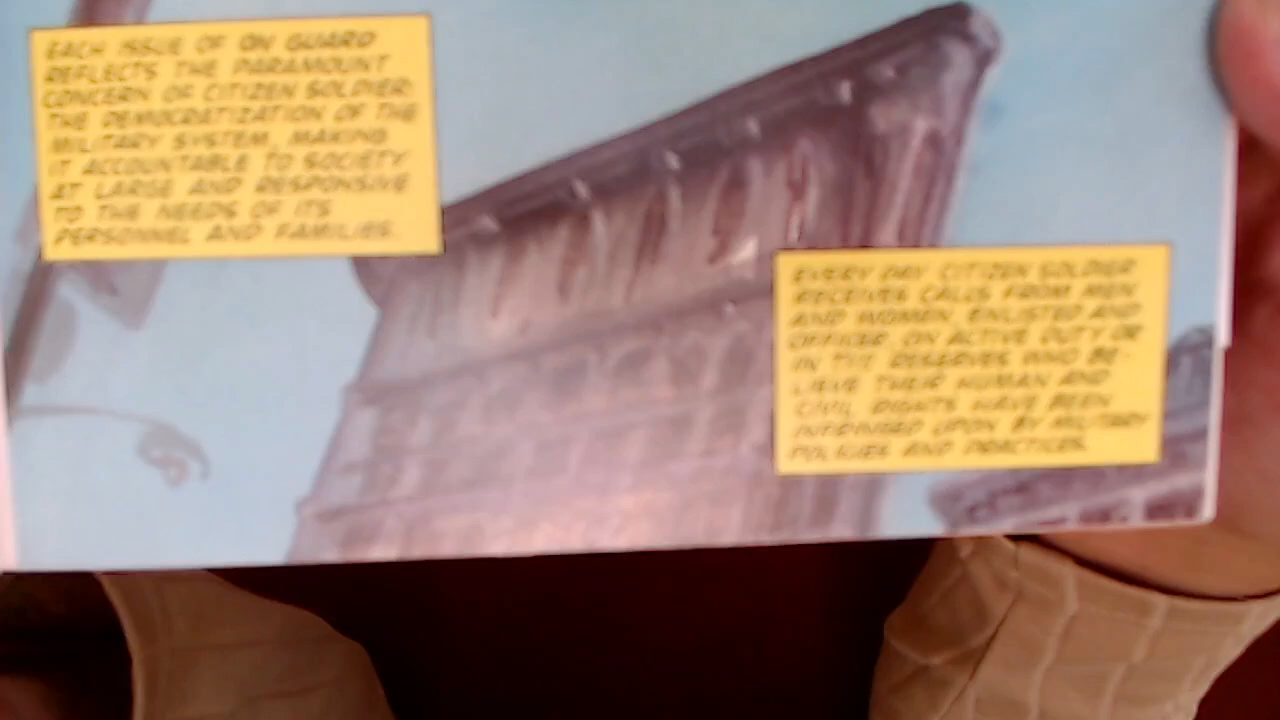 EACH ISSUE OF ON GUARD
REFLECTS THE PARAMOUNT
CONCERN OF CITIZEN SOLDIER:
THE DEMOCRATIZATION OF THE
MILITARY SYSTEM, MAKING
IT ACCOUNTABLE TO SOCIETY
AT LARGE AND RESPONSIVE
TO THE NEEDS OF ITS
PERSONNEL AND FAMILIES.
EVERY DAY CITIZEN SOLDIER
RECEIVES CALLS FROM MEN
AND WOMEN, ENLISTED AND
OFFICER, ON ACTIVE DUTY OR
IN THE RESERVES WHO BE-
LIEVE THEIR HUMAN AND
CIVIL RIGHTS HAVE BEEN
INFRINGED UPON BY MILITARY
POLICIES AND PRACTICES.